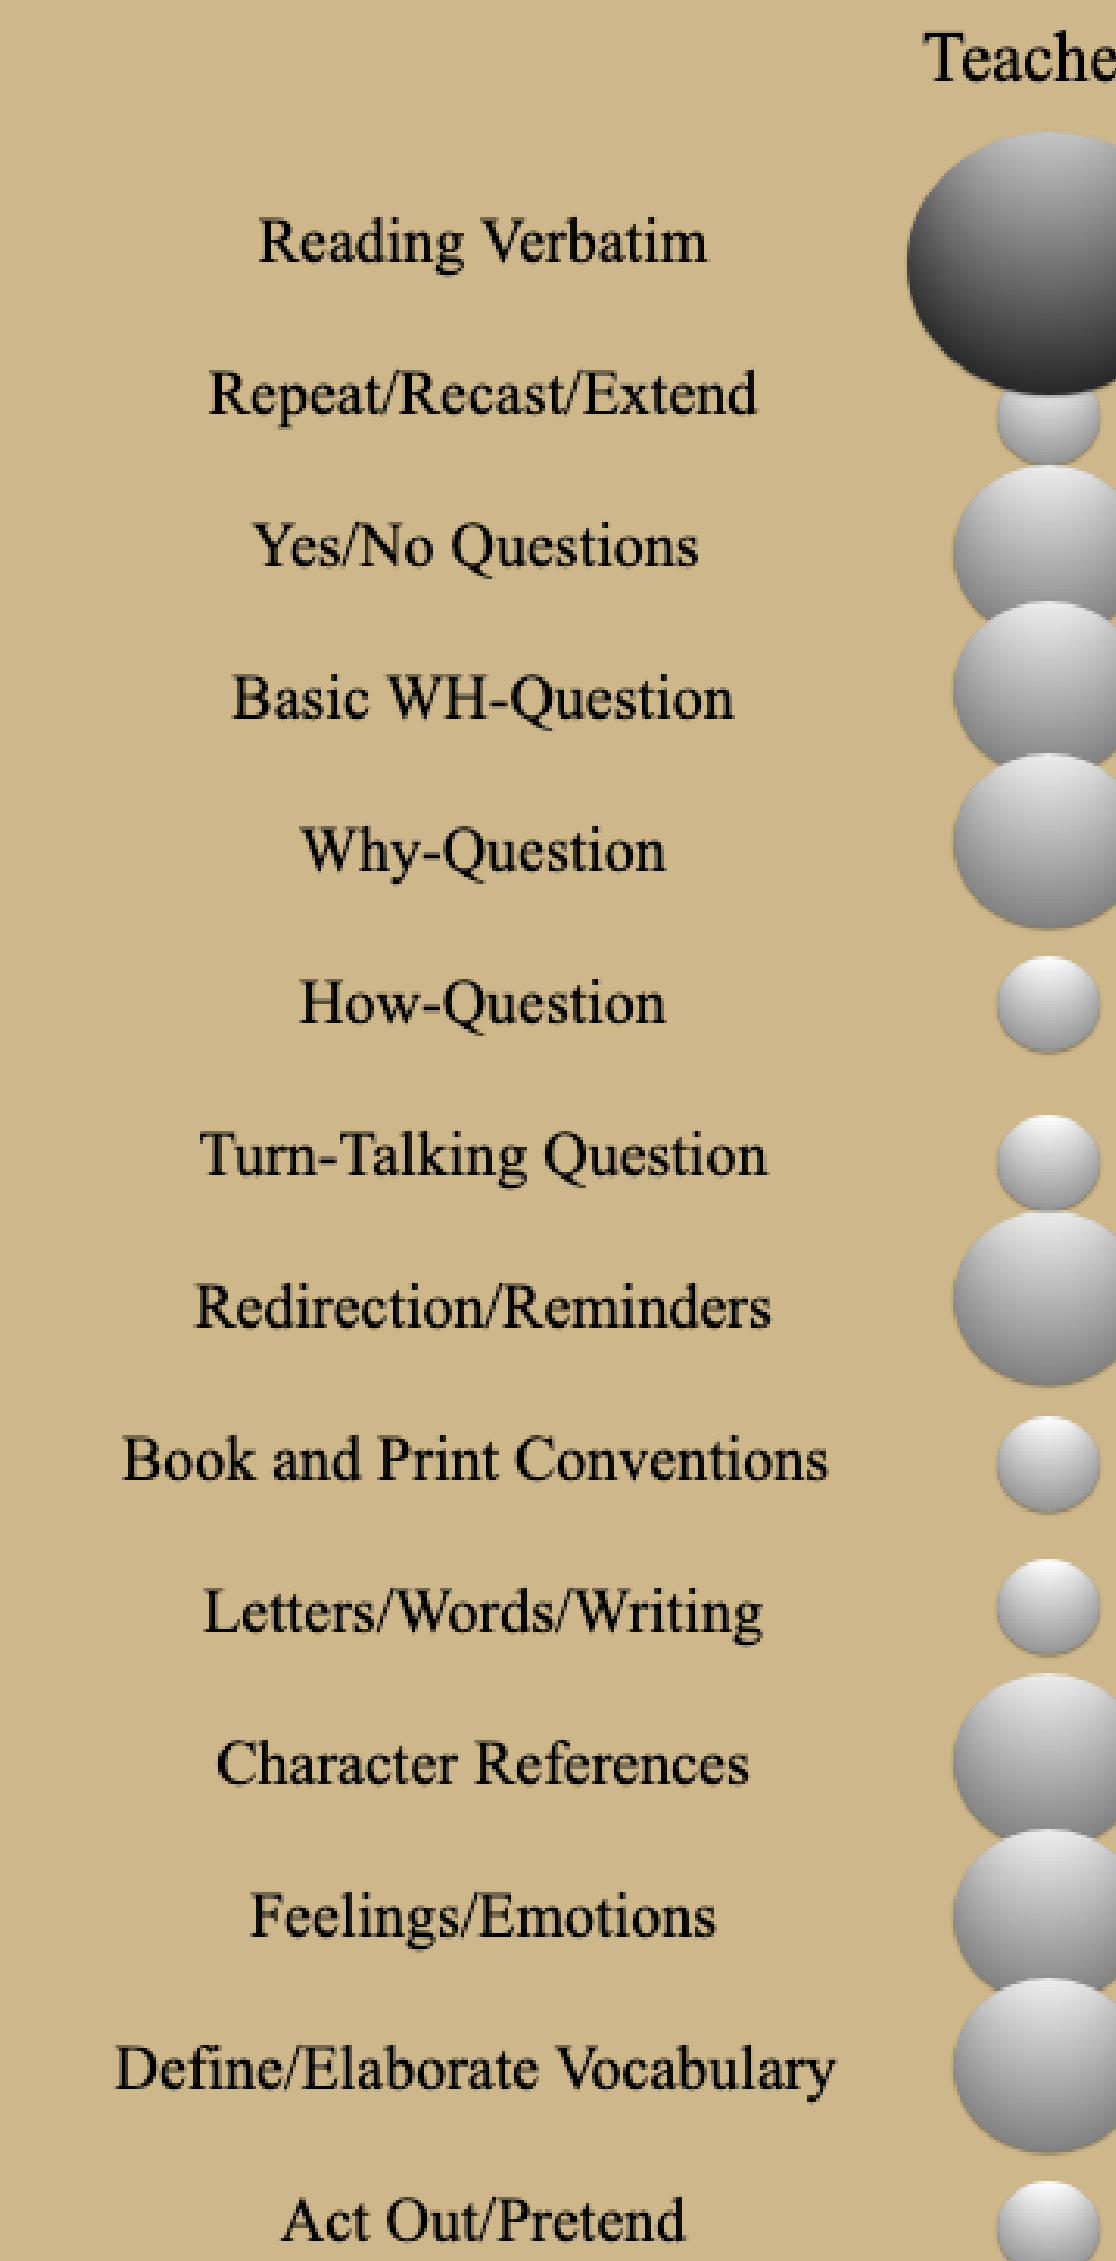 Teache
Reading Verbatim
Repeat/Recast/Extend
Yes/No Questions
Basic WH-Question
Why-Question
How-Question
Turn-Talking Question
Redirection/Reminders
Book and Print Conventions
Letters/Words/Writing
Character References
Feelings/Emotions
Define/Elaborate Vocabulary
Act Out/Pretend